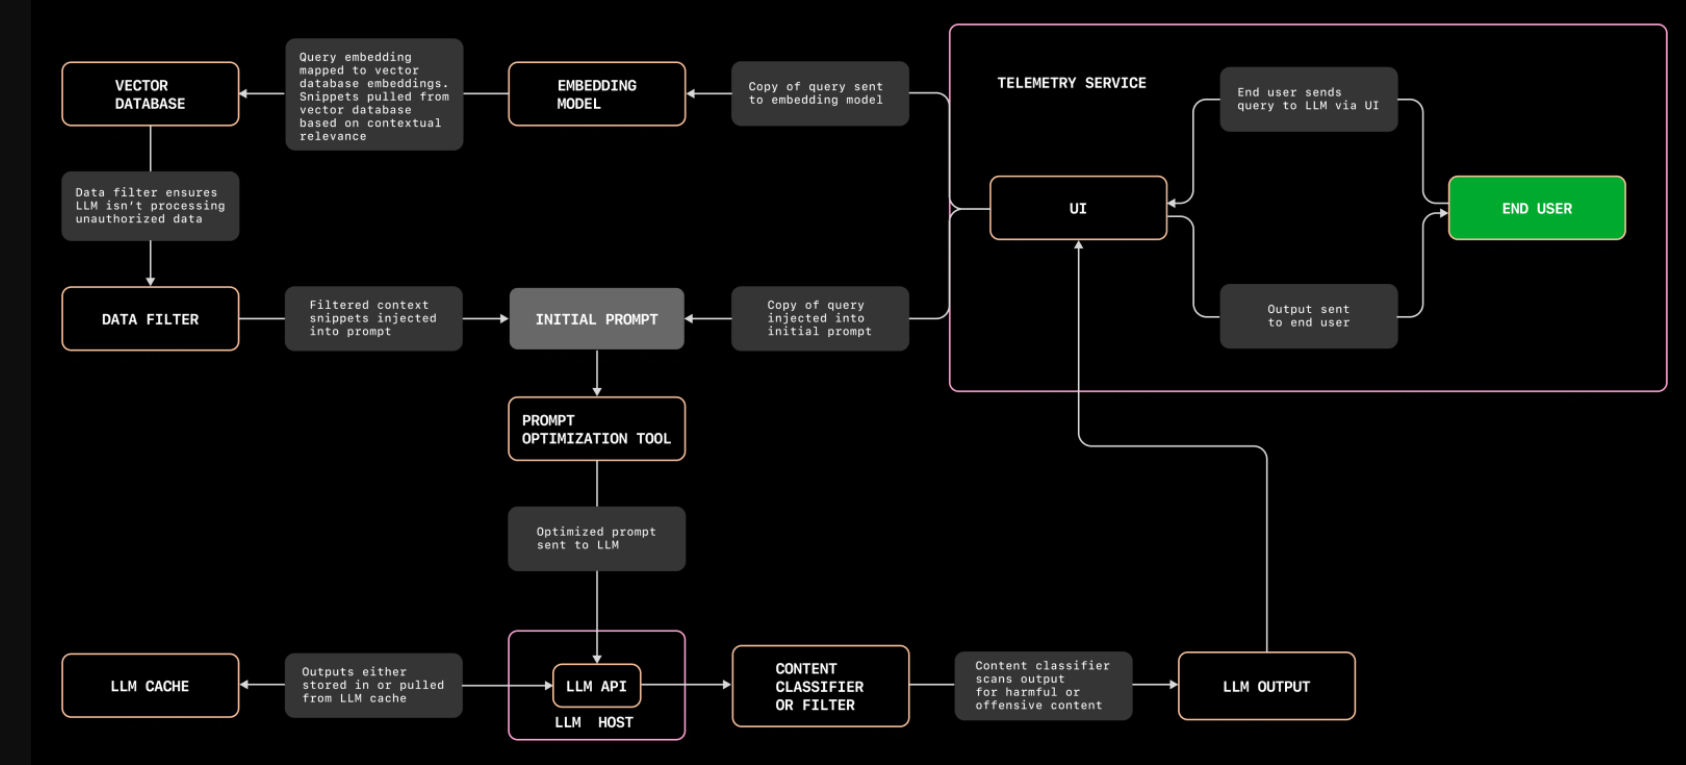 VECTOR
DATABASE
Query embedding
mapped to vector
database embeddings.
Snippets pulled from
vector database
based on contextual
relevance
EMBEDDING
MODEL
Copy of query sent
to embedding model
TELEMETRY SERVICE
End user sends
query to LLM via UI
UI
END USER
Output sent
to end user
Data filter ensures
LLM isn't processing
unauthorized data
DATA FILTER
Filtered context
snippets injected
into prompt
INITIAL PROMPT
Copy of query
injected into
initial prompt
PROMPT
OPTIMIZATION TOOL
Optimized prompt
sent to LLM
LLM CACHE
Outputs either
stored in or pulled
from LLM cache
LLM API
LLM HOST
CONTENT
CLASSIFIER
OR FILTER
Content classifier
scans output
for harmful or
offensive content
LLM OUTPUT